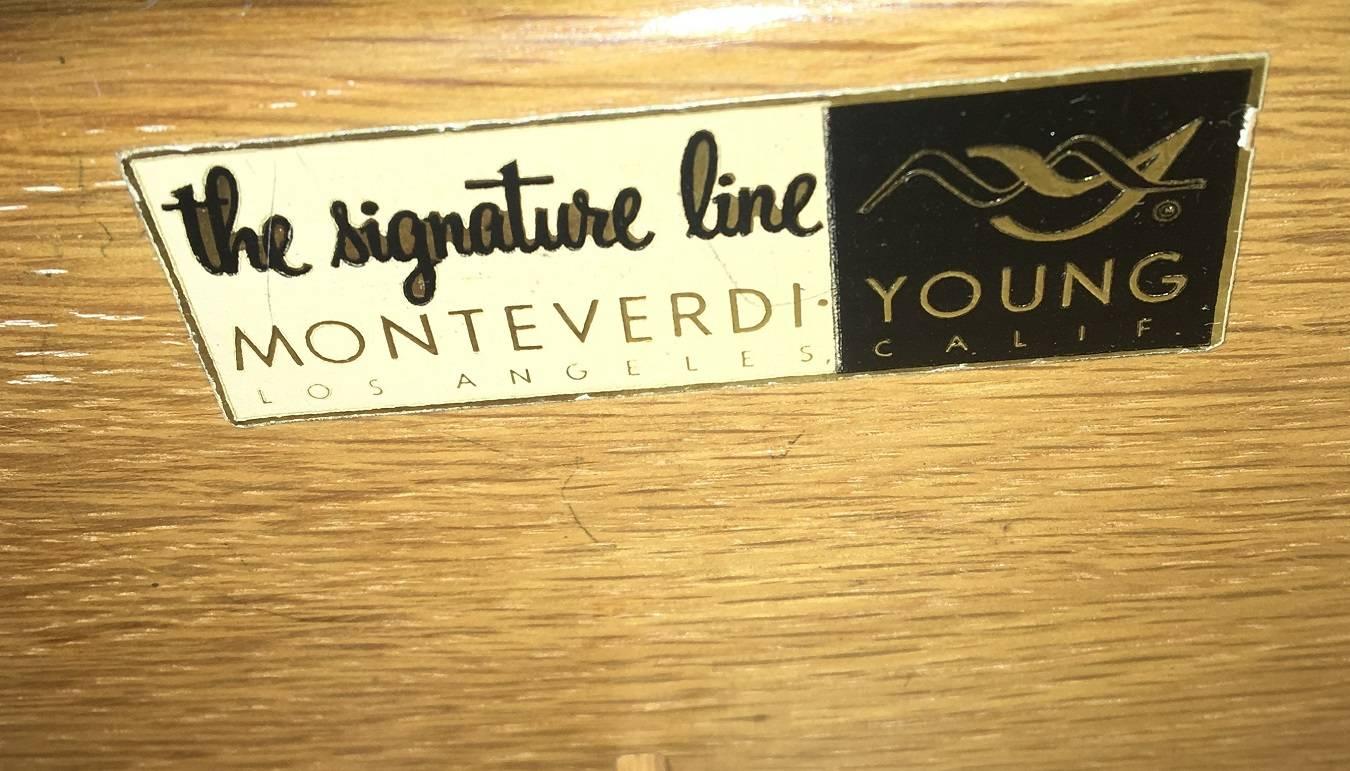 the signature line
MONTEVERDI·YOUNG
LOS ANGELES, CALIF.